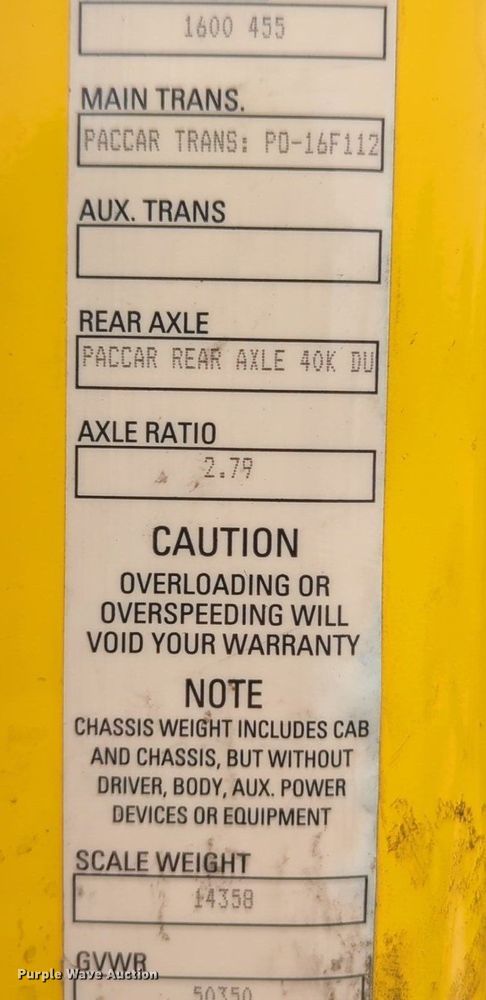 1600 455
MAIN TRANS.
PACCAR TRANS: PO-16F112
AUX. TRANS
REAR AXLE
PACCAR REAR AXLE 40K DU
AXLE RATIO
2.79
CAUTION
OVERLOADING OR
OVERSPEEDING WILL
VOID YOUR WARRANTY
NOTE
CHASSIS WEIGHT INCLUDES CAB
AND CHASSIS, BUT WITHOUT
DRIVER, BODY, AUX. POWER
DEVICES OR EQUIPMENT
SCALE WEIGHT
14358
GVWR
Purple Wave Auction
50350